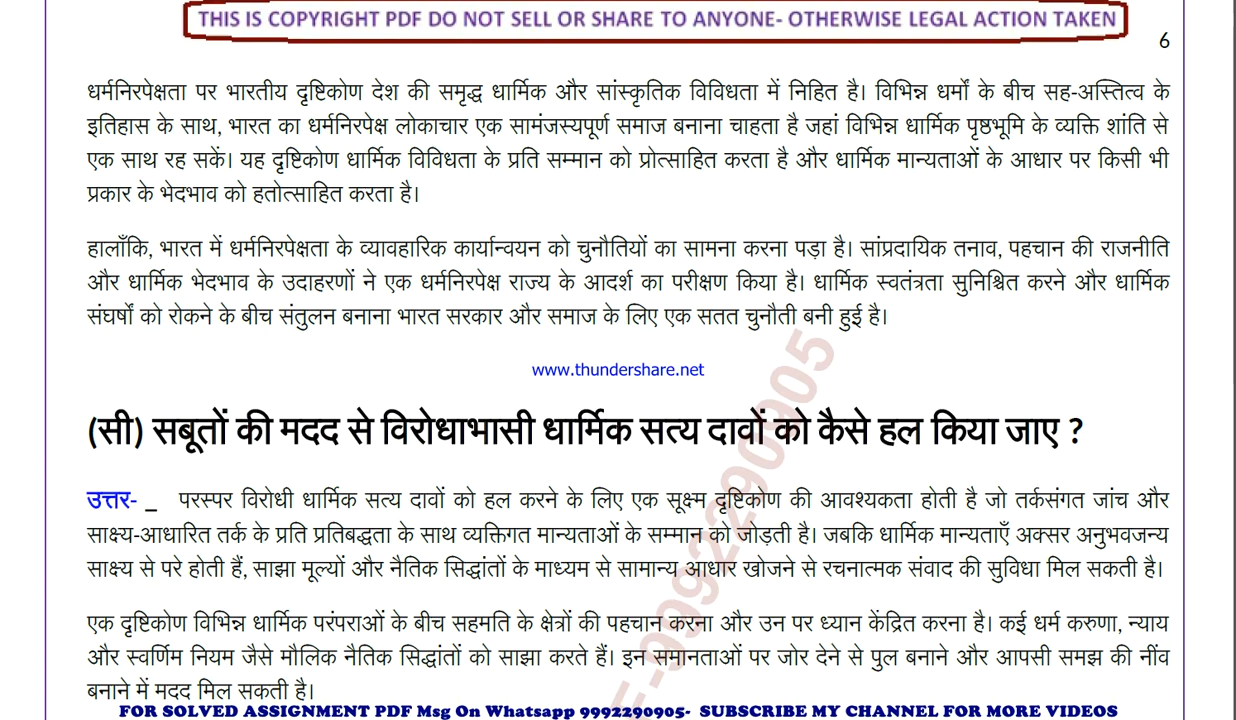 THIS IS COPYRIGHT PDF DO NOT SELL OR SHARE TO ANYONE- OTHERWISE LEGAL ACTION TAKEN
6
धर्मनिरपेक्षता पर भारतीय दृष्टिकोण देश की समृद्ध धार्मिक और सांस्कृतिक विविधता में निहित है। विभिन्न धर्मों के बीच सह-अस्तित्व के
इतिहास के साथ, भारत का धर्मनिरपेक्ष लोकाचार एक सामंजस्यपूर्ण समाज बनाना चाहता है जहां विभिन्न धार्मिक पृष्ठभूमि के व्यक्ति शांति से
एक साथ रह सकें। यह दृष्टिकोण धार्मिक विविधता के प्रति सम्मान को प्रोत्साहित करता है और धार्मिक मान्यताओं के आधार पर किसी भी
प्रकार के भेदभाव को हतोत्साहित करता है।
हालाँकि, भारत में धर्मनिरपेक्षता के व्यावहारिक कार्यान्वयन को चुनौतियों का सामना करना पड़ा है। सांप्रदायिक तनाव, पहचान की राजनीति
और धार्मिक भेदभाव के उदाहरणों ने एक धर्मनिरपेक्ष राज्य के आदर्श का परीक्षण किया है। धार्मिक स्वतंत्रता सुनिश्चित करने और धार्मिक
संघर्षों को रोकने के बीच संतुलन बनाना भारत सरकार और समाज के लिए एक सतत चुनौती बनी हुई है।
www.thundershare.net
(सी) सबूतों की मदद से विरोधाभासी धार्मिक सत्य दावों को कैसे हल किया जाए ?
उत्तर- _ परस्पर विरोधी धार्मिक सत्य दावों को हल करने के लिए एक सूक्ष्म दृष्टिकोण की आवश्यकता होती है जो तर्कसंगत जांच और
साक्ष्य-आधारित तर्क के प्रति प्रतिबद्धता के साथ व्यक्तिगत मान्यताओं के सम्मान को जोड़ती है। जबकि धार्मिक मान्यताएँ अक्सर अनुभवजन्य
साक्ष्य से परे होती हैं, साझा मूल्यों और नैतिक सिद्धांतों के माध्यम से सामान्य आधार खोजने से रचनात्मक संवाद की सुविधा मिल सकती है।
एक दृष्टिकोण विभिन्न धार्मिक परंपराओं के बीच सहमति के क्षेत्रों की पहचान करना और उन पर ध्यान केंद्रित करना है। कई धर्म करुणा, न्याय
और स्वर्णिम नियम जैसे मौलिक नैतिक सिद्धांतों को साझा करते हैं। इन समानताओं पर जोर देने से पुल बनाने और आपसी समझ की नींव
बनाने में मदद मिल सकती है।
FOR SOLVED ASSIGNMENT PDF Msg On Whatsapp 9992290905- SUBSCRIBE MY CHANNEL FOR MORE VIDEOS
F-9992290905